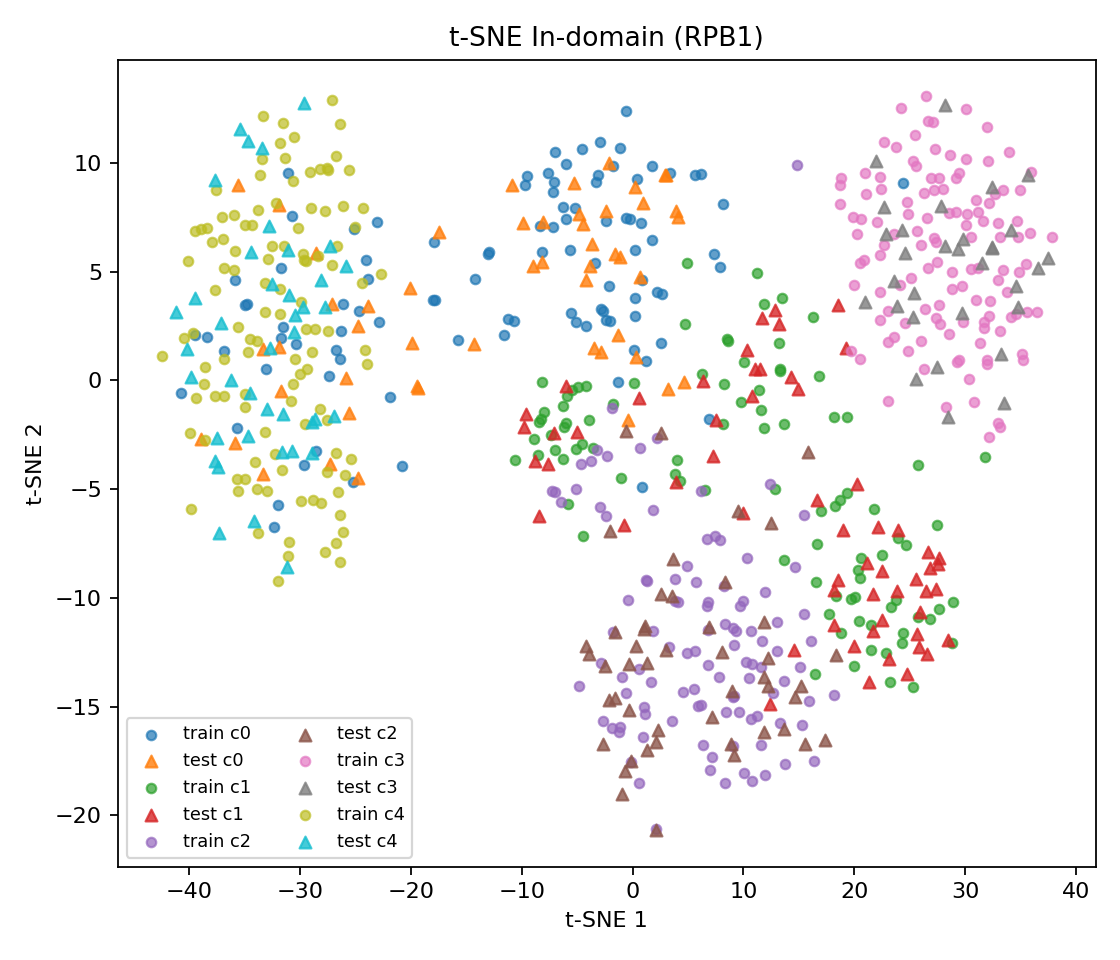 t-SNE In-domain (RPB1)
10
5
0
−5
−10
−15
−20
t-SNE 2
train c0
test c0
train c1
test c1
train c2
test c2
train c3
test c3
train c4
test c4
−40 −30 −20 −10 0 10 20 30 40
t-SNE 1